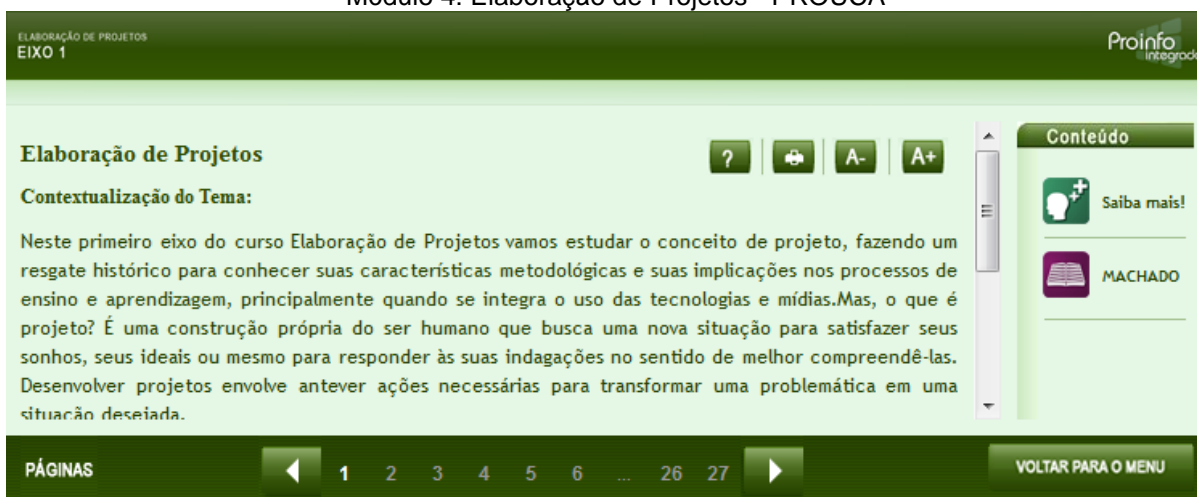 Módulo 4: Elaboração de Projetos - PROUCA
ELABORAÇÃO DE PROJETOS
EIXO 1
Proinfo
integrado
Elaboração de Projetos
? A- A+
Contextualização do Tema:
Neste primeiro eixo do curso Elaboração de Projetos vamos estudar o conceito de projeto, fazendo um
resgate histórico para conhecer suas características metodológicas e suas implicações nos processos de
ensino e aprendizagem, principalmente quando se integra o uso das tecnologias e mídias.Mas, o que é
projeto? É uma construção própria do ser humano que busca uma nova situação para satisfazer seus
sonhos, seus ideais ou mesmo para responder às suas indagações no sentido de melhor compreendê-las.
Desenvolver projetos envolve antever ações necessárias para transformar uma problemática em uma
situação desejada.
Conteúdo
Saiba mais!
MACHADO
PÁGINAS
1 2 3 4 5 6 ... 26 27
VOLTAR PARA O MENU